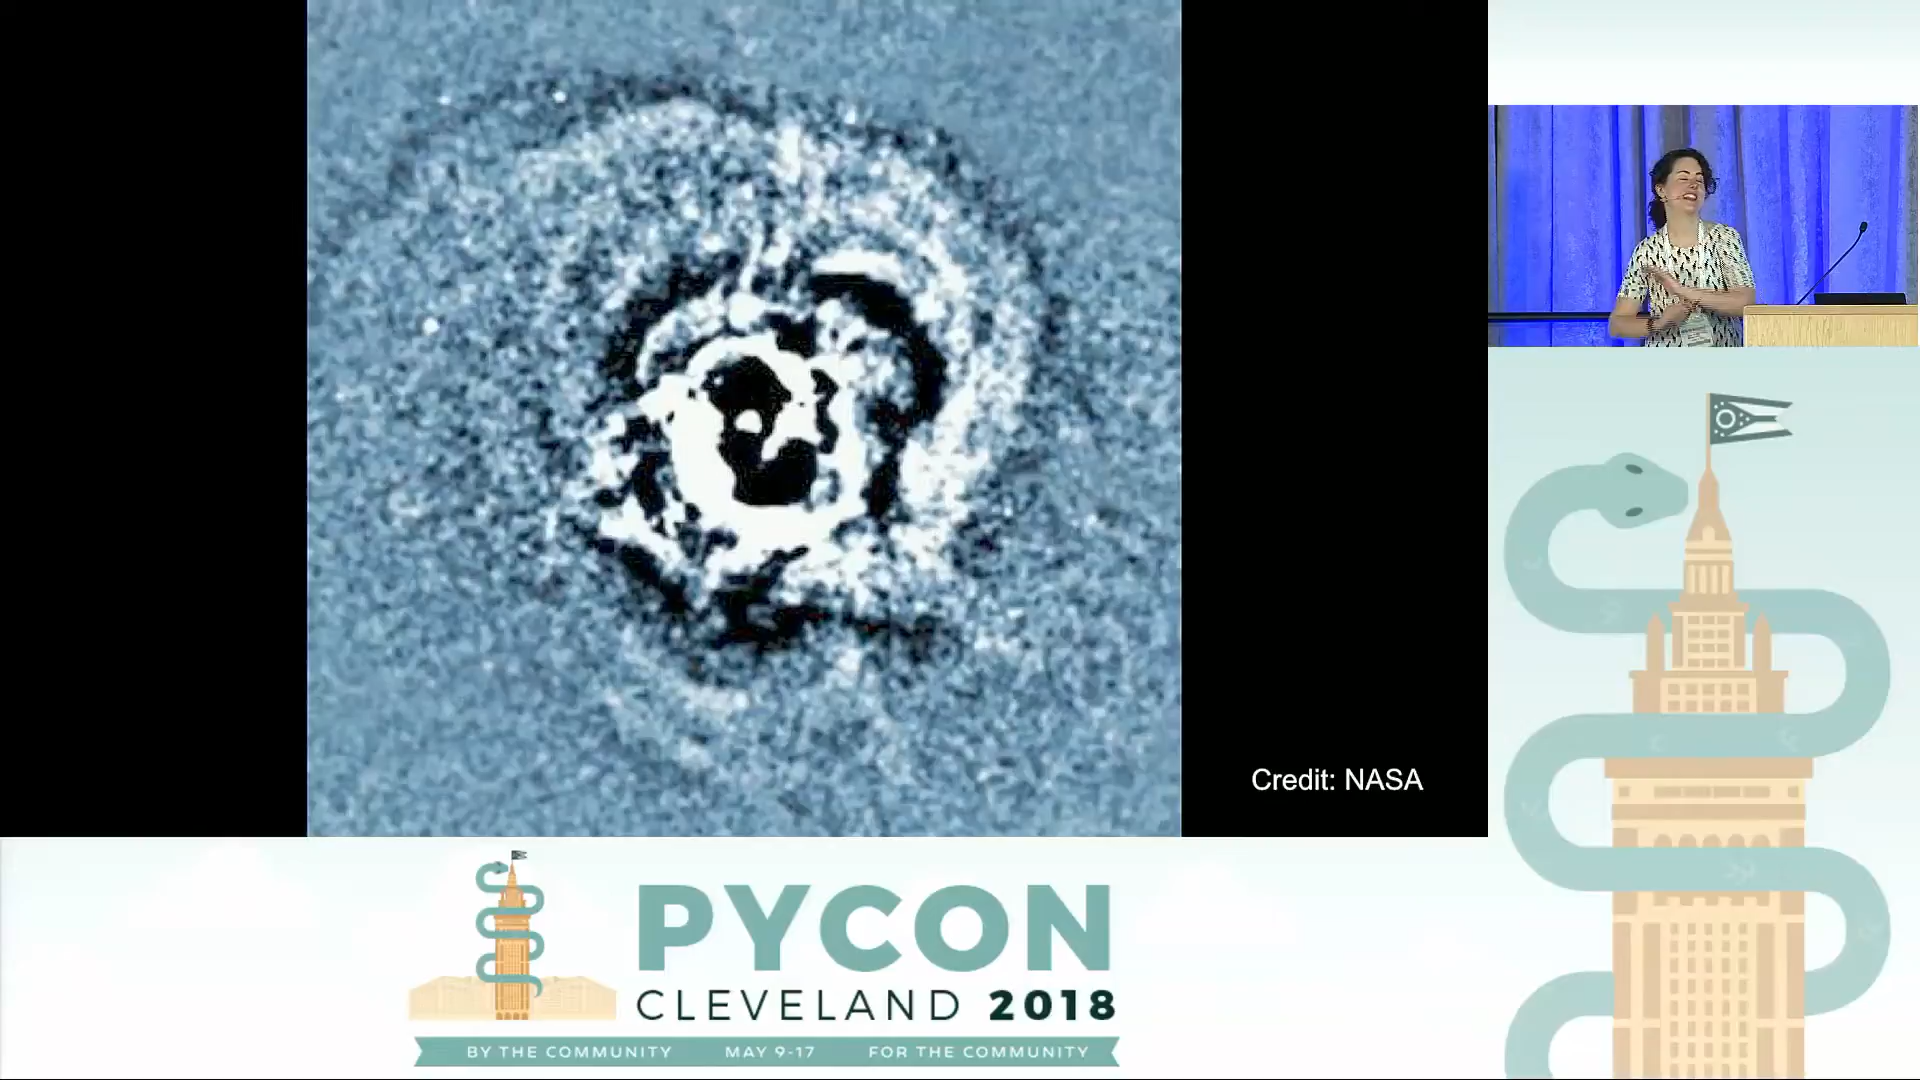 Credit: NASA
PYCON
CLEVELAND 2018
BY THE COMMUNITY MAY 9-17 FOR THE COMMUNITY